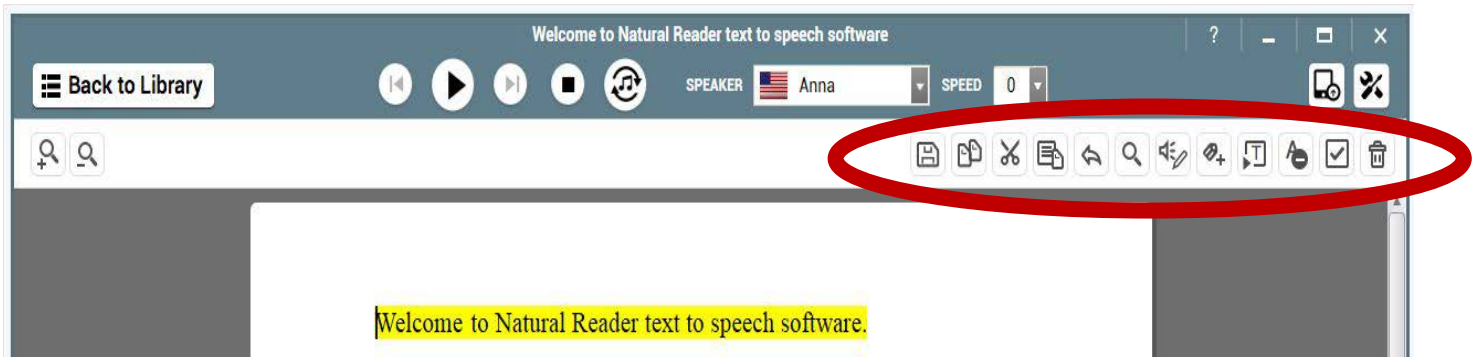 Welcome to Natural Reader text to speech software
?
Back to Library
SPEAKER Anna SPEED 0
Welcome to Natural Reader text to speech software.